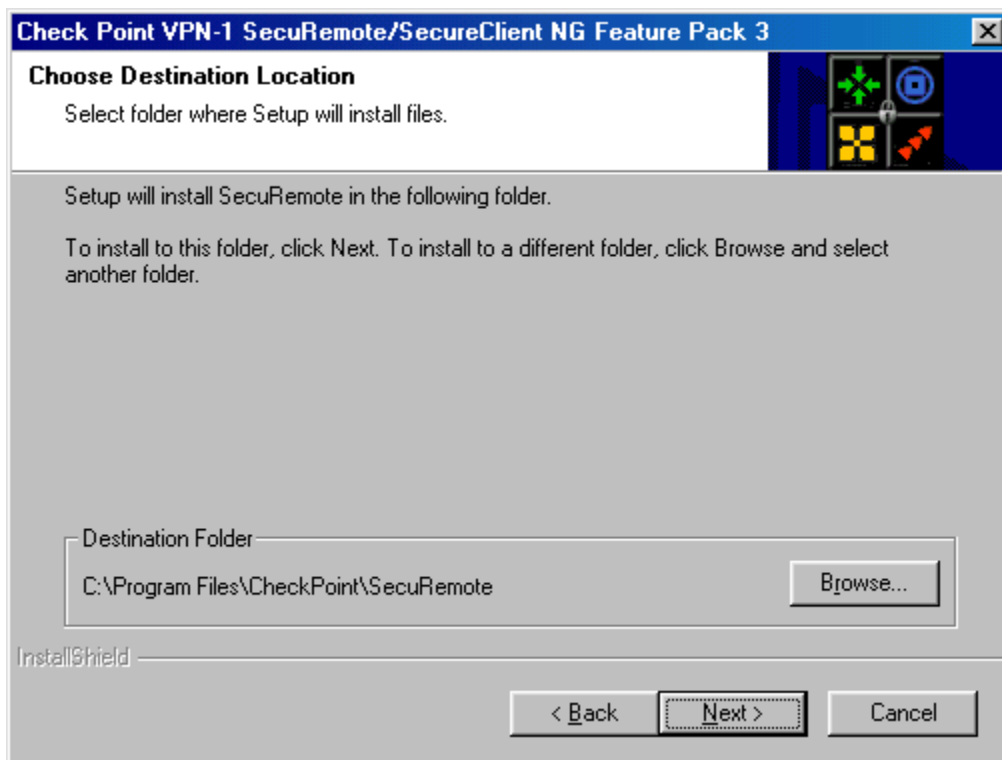 Check Point VPN-1 SecuRemote/SecureClient NG Feature Pack 3
Choose Destination Location
Select folder where Setup will install files.
Setup will install SecuRemote in the following folder.
To install to this folder, click Next. To install to a different folder, click Browse and select
another folder.
Destination Folder
C:\Program Files\CheckPoint\SecuRemote
Browse...
InstallShield
< Back
Next >
Cancel